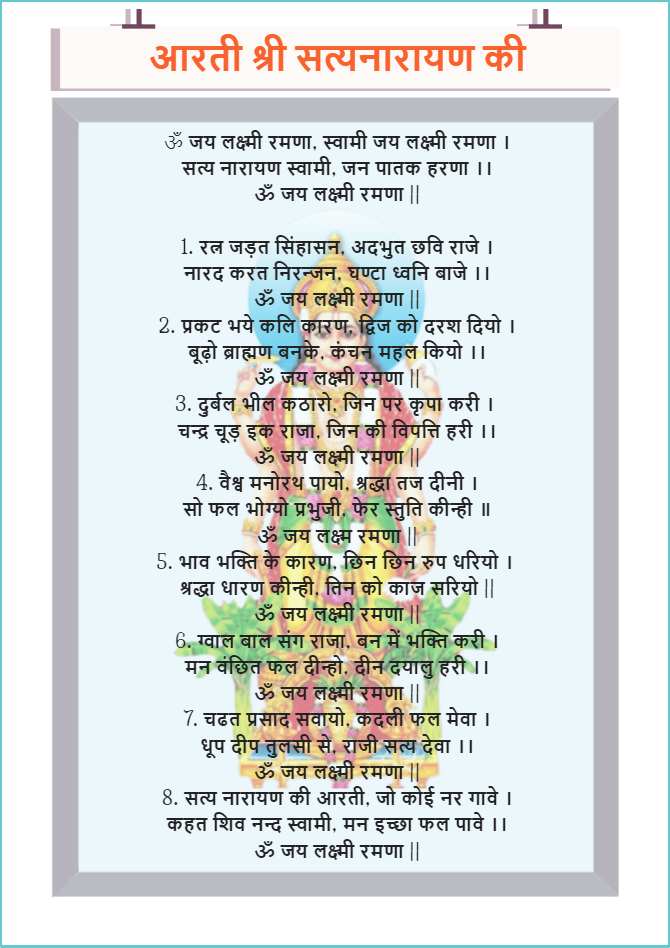 आरती श्री सत्यनारायण की
ॐ जय लक्ष्मी रमणा, स्वामी जय लक्ष्मी रमणा ।
सत्य नारायण स्वामी, जन पातक हरणा ।।
ॐ जय लक्ष्मी रमणा ||
1. रत्न जड़त सिंहासन, अदभुत छवि राजे ।
नारद करत निरन्जन, घण्टा ध्वनि बाजे ।।
ॐ जय लक्ष्मी रमणा ||
2. प्रकट भये कलि कारण, द्विज को दरश दियो ।
बूढ़ो ब्राह्मण बनके, कंचन महल कियो ।।
ॐ जय लक्ष्मी रमणा ||
3. दुर्बल भील कठारो, जिन पर कृपा करी ।
चन्द्र चूड़ इक राजा, जिन की विपत्ति हरी ।।
ॐ जय लक्ष्मी रमणा ||
4. वैश्व मनोरथ पायो, श्रद्धा तज दीनी ।
सो फल भोग्यो प्रभुजी, फेर स्तुति कीन्ही ॥
ॐ जय लक्ष्म रमणा ||
5. भाव भक्ति के कारण, छिन छिन रुप धरियो ।
श्रद्धा धारण कीन्ही, तिन को काज सरियो ||
ॐ जय लक्ष्मी रमणा ||
6. ग्वाल बाल संग राजा, बन में भक्ति करी ।
मन वंछित फल दीन्हो, दीन दयालु हरी ।।
ॐ जय लक्ष्मी रमणा ||
7. चढत प्रसाद सवायो, कदली फल मेवा ।
धूप दीप तुलसी से, राजी सत्य देवा ।।
ॐ जय लक्ष्मी रमणा ||
8. सत्य नारायण की आरती, जो कोई नर गावे ।
कहत शिव नन्द स्वामी, मन इच्छा फल पावे ।।
ॐ जय लक्ष्मी रमणा ||